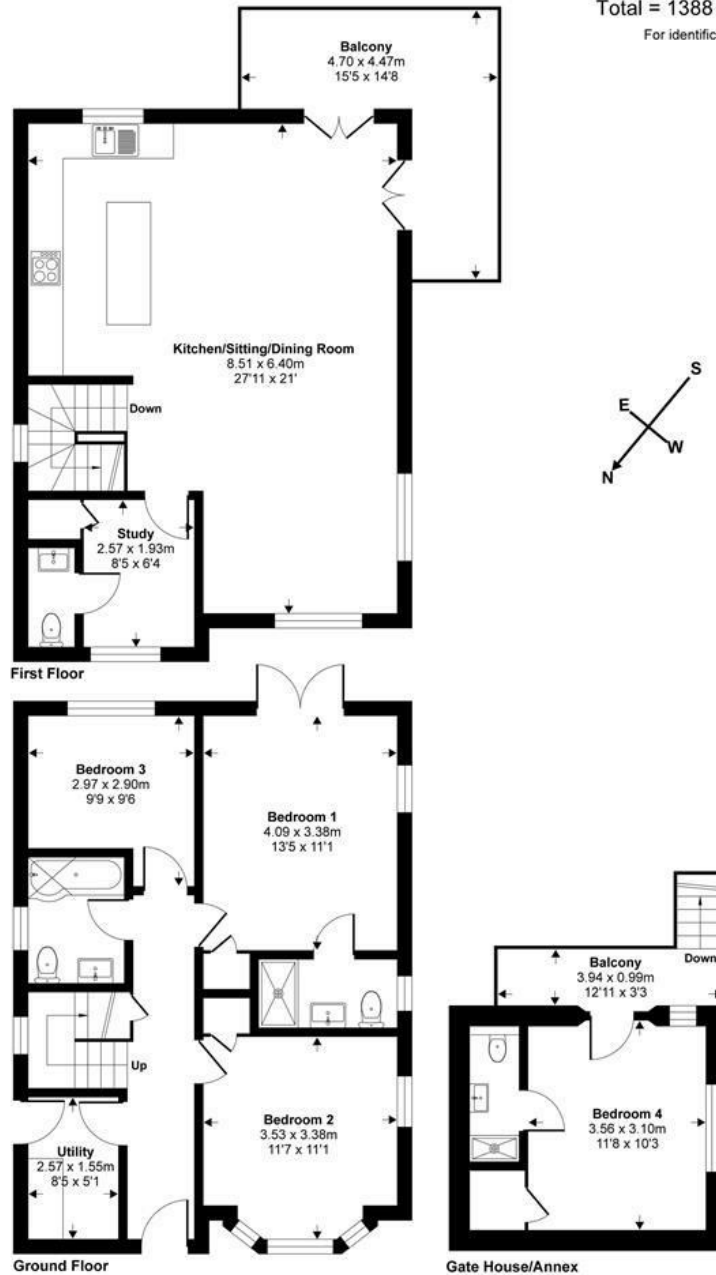 Total = 1388
For identific
Balcony
4.70 x 4.47m
15'5 x 14'8
Kitchen/Sitting/Dining Room
8.51 x 6.40m
27'11 x 21'
Down
Study
2.57 x 1.93m
8'5 x 6'4
S
E
W
N
First Floor
Bedroom 3
2.97 x 2.90m
9'9 x 9'6
Bedroom 1
4.09 x 3.38m
13'5 x 11'1
Up
Utility
2.57 x 1.55m
8'5 x 5'1
Bedroom 2
3.53 x 3.38m
11'7 x 11'1
Ground Floor
Down
Balcony
3.94 x 0.99m
12'11 x 3'3
Bedroom 4
3.56 x 3.10m
11'8 x 10'3
Gate House/Annex